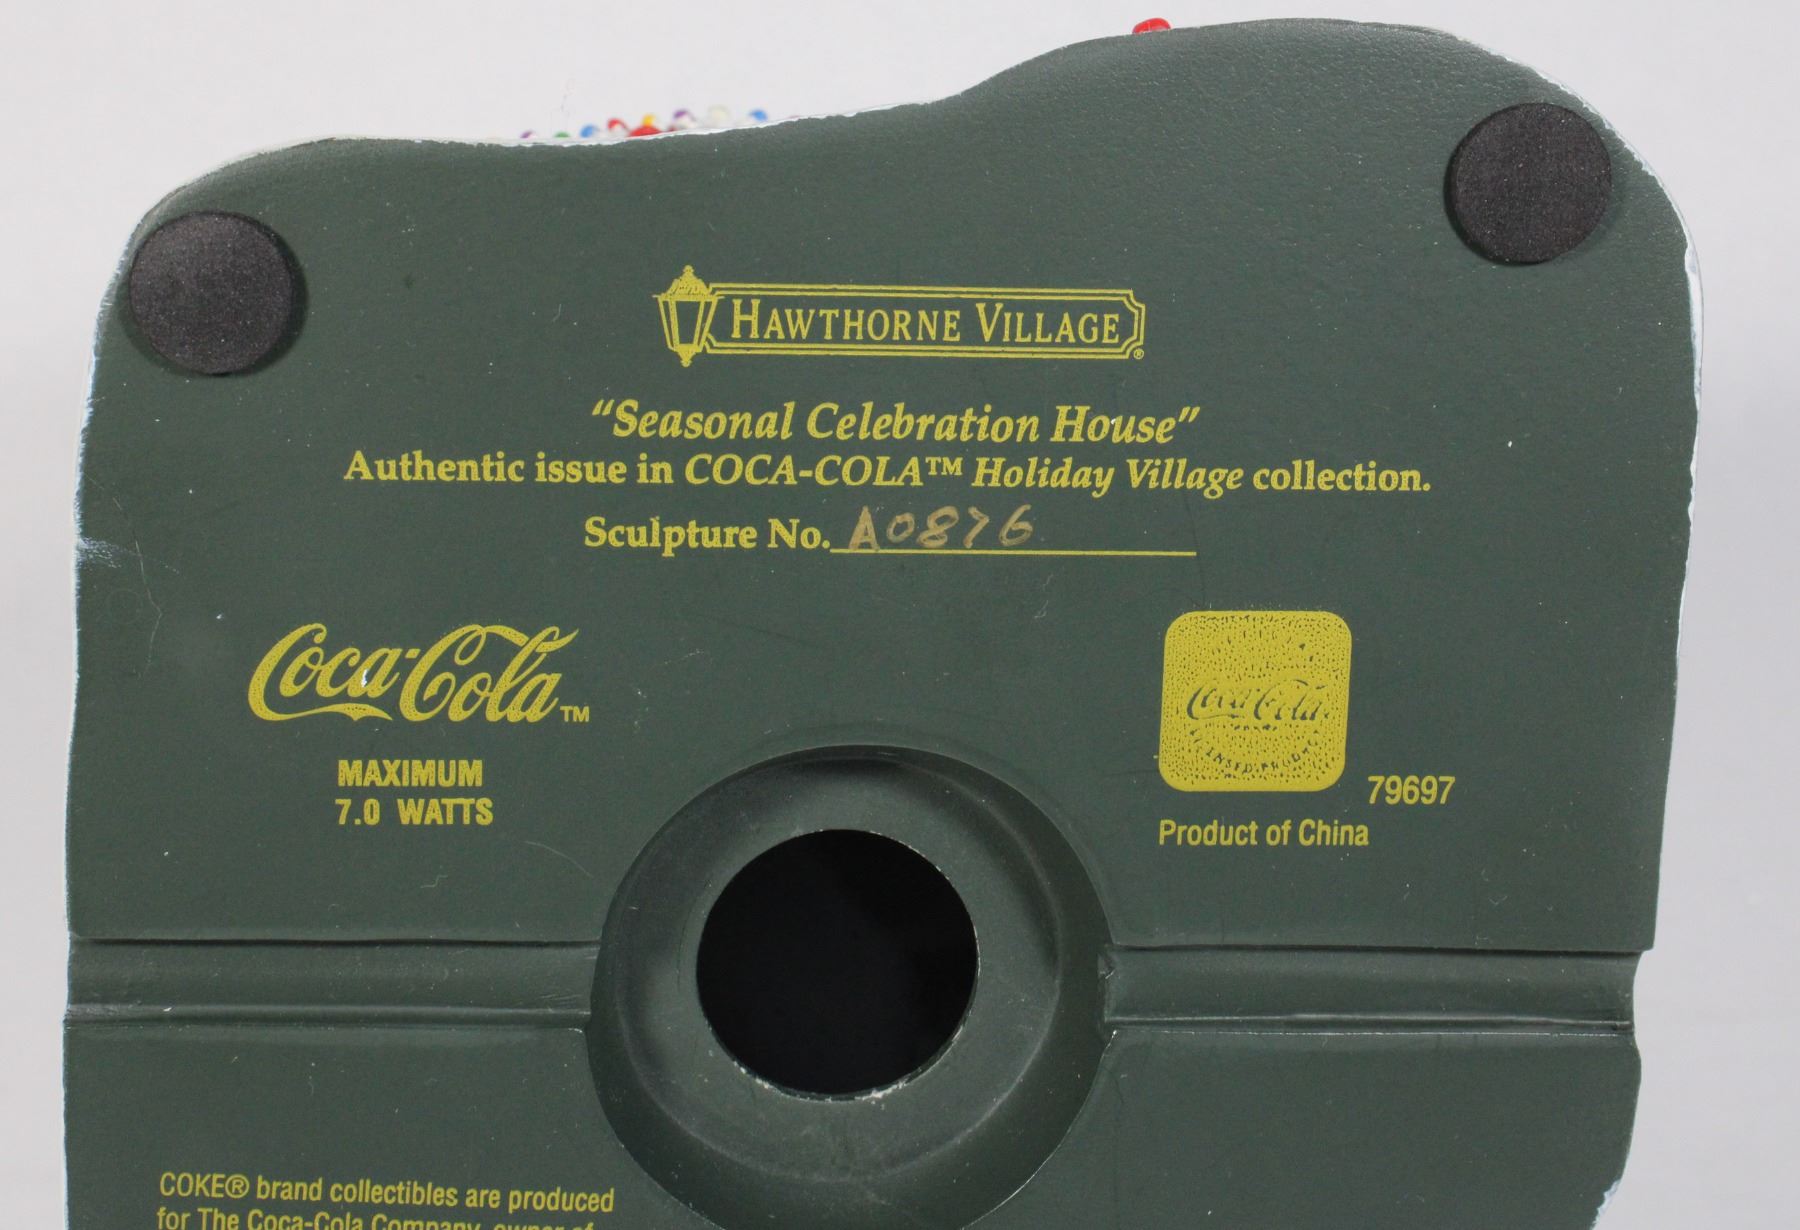 HAWTHORNE VILLAGE®
“Seasonal Celebration House”
Authentic issue in COCA-COLA™ Holiday Village collection.
Sculpture No. A0876
Coca-Cola™
MAXIMUM
7.0 WATTS
Coca-Cola
LICENSED PRODUCT
79697
Product of China
COKE® brand collectibles are produced
for The Coca-Cola Company, owner of